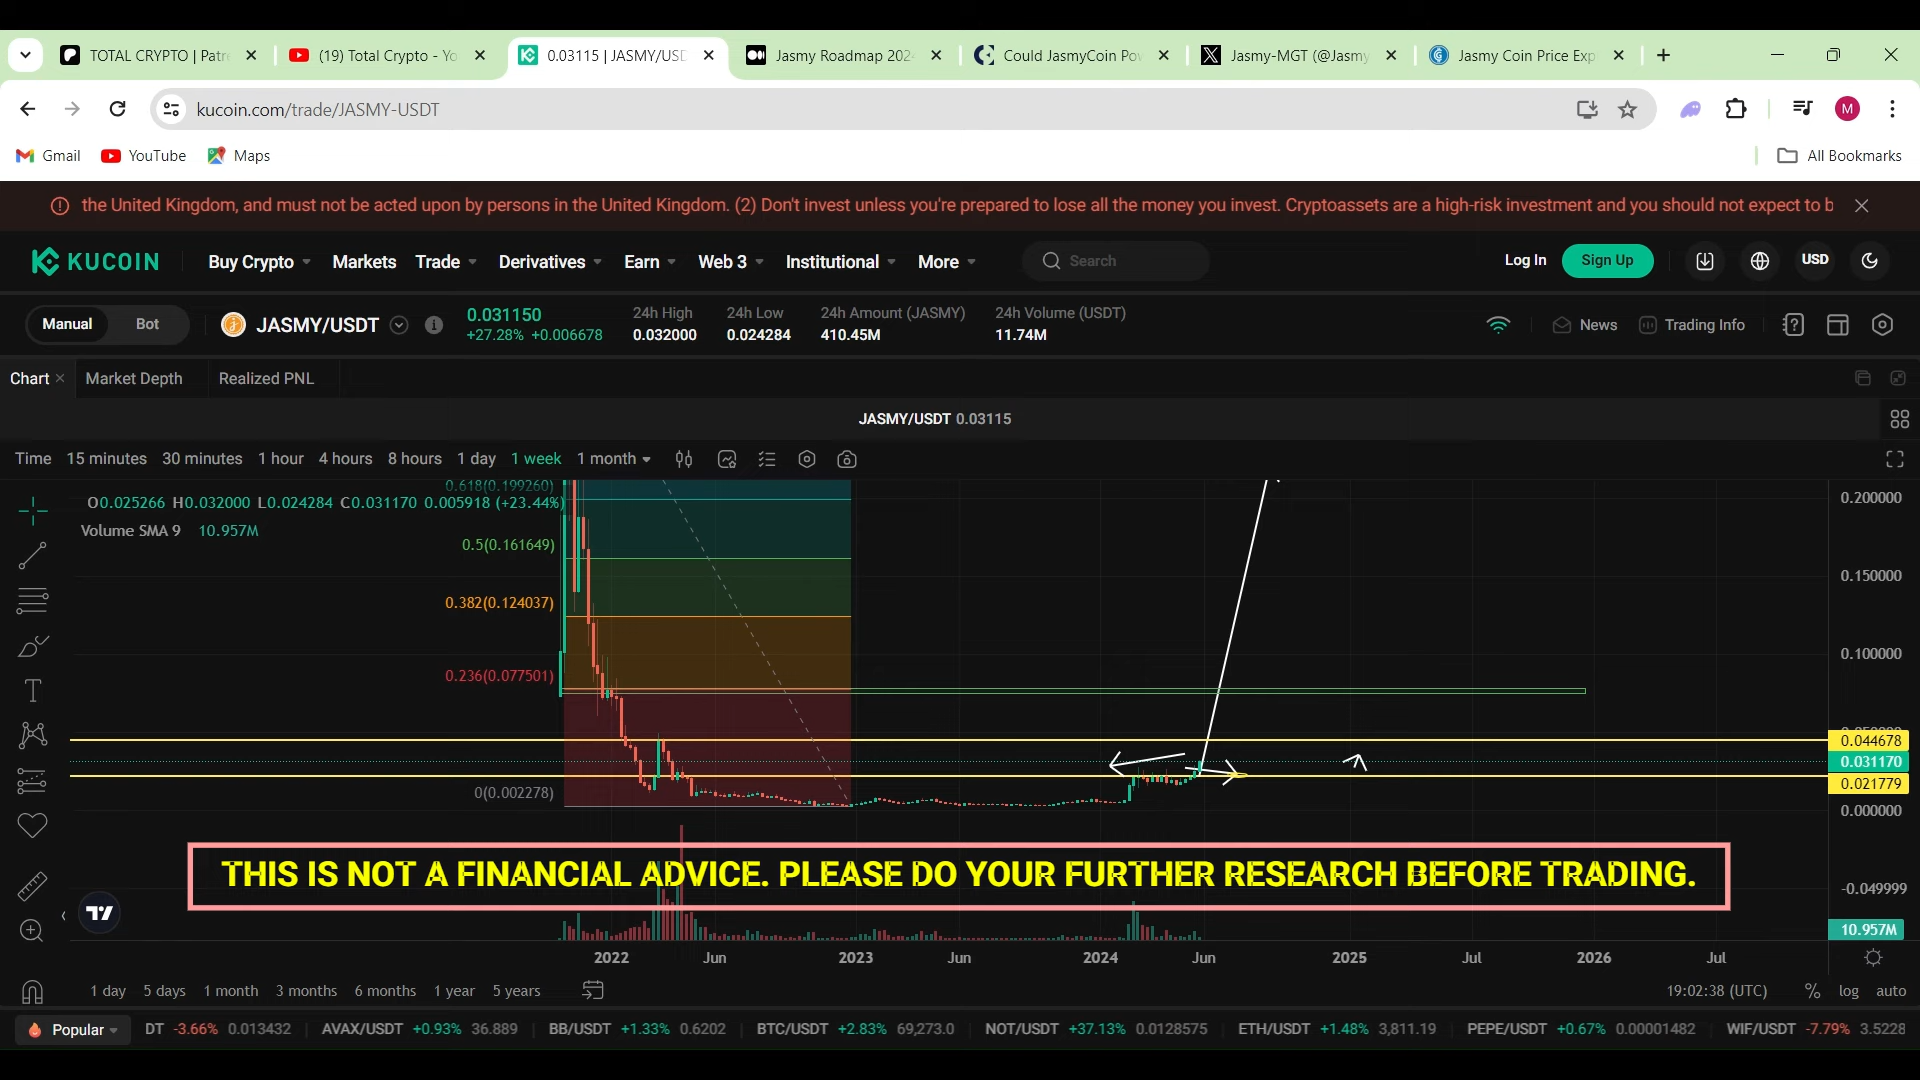 TOTAL CRYPTO | Patre
(19) Total Crypto - Yo
0.03115 | JASMY/USD
Jasmy Roadmap 2024
Could JasmyCoin Pow
Jasmy-MGT (@Jasmy
Jasmy Coin Price Exp
kucoin.com/trade/JASMY-USDT
M
Gmail
YouTube
Maps
All Bookmarks
the United Kingdom, and must not be acted upon by persons in the United Kingdom. (2) Don't invest unless you're prepared to lose all the money you invest. Cryptoassets are a high-risk investment and you should not expect to b
KUCOIN
Buy Crypto
Markets
Trade
Derivatives
Earn
Web 3
Institutional
More
Search
Log In
Sign Up
USD
Manual
Bot
JASMY/USDT
0.031150
+27.28% +0.006678
24h High
0.032000
24h Low
0.024284
24h Amount (JASMY)
410.45M
24h Volume (USDT)
11.74M
News
Trading Info
Chart
Market Depth
Realized PNL
JASMY/USDT 0.03115
Time 15 minutes 30 minutes 1 hour 4 hours 8 hours 1 day 1 week 1 month
0.618(0.199260)
O0.025266 H0.032000 L0.024284 C0.031170 0.005918 (+23.44%)
Volume SMA 9 10.957M
0.5(0.161649)
0.382(0.124037)
0.236(0.077501)
0(0.002278)
0.200000
0.150000
0.100000
0.044678
0.031170
0.021779
0.000000
-0.049999
10.957M
THIS IS NOT A FINANCIAL ADVICE. PLEASE DO YOUR FURTHER RESEARCH BEFORE TRADING.
2022 Jun 2023 Jun 2024 Jun 2025 Jul 2026 Jul
1 day 5 days 1 month 3 months 6 months 1 year 5 years
19:02:38 (UTC) % log auto
Popular
DT -3.66% 0.013432
AVAX/USDT +0.93% 36.889
BB/USDT +1.33% 0.6202
BTC/USDT +2.83% 69,273.0
NOT/USDT +37.13% 0.0128575
ETH/USDT +1.48% 3,811.19
PEPE/USDT +0.67% 0.00001482
WIF/USDT -7.79% 3.5228